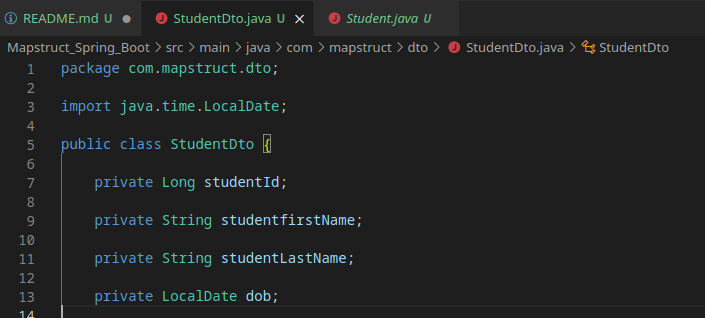 README.md U
StudentDto.java U
Student.java U
Mapstruct_Spring_Boot > src > main > java > com > mapstruct > dto > StudentDto.java > StudentDto
1 package com.mapstruct.dto;
2
3 import java.time.LocalDate;
4
5 public class StudentDto {
6
7 private Long studentId;
8
9 private String studentfirstName;
10
11 private String studentLastName;
12
13 private LocalDate dob;
14